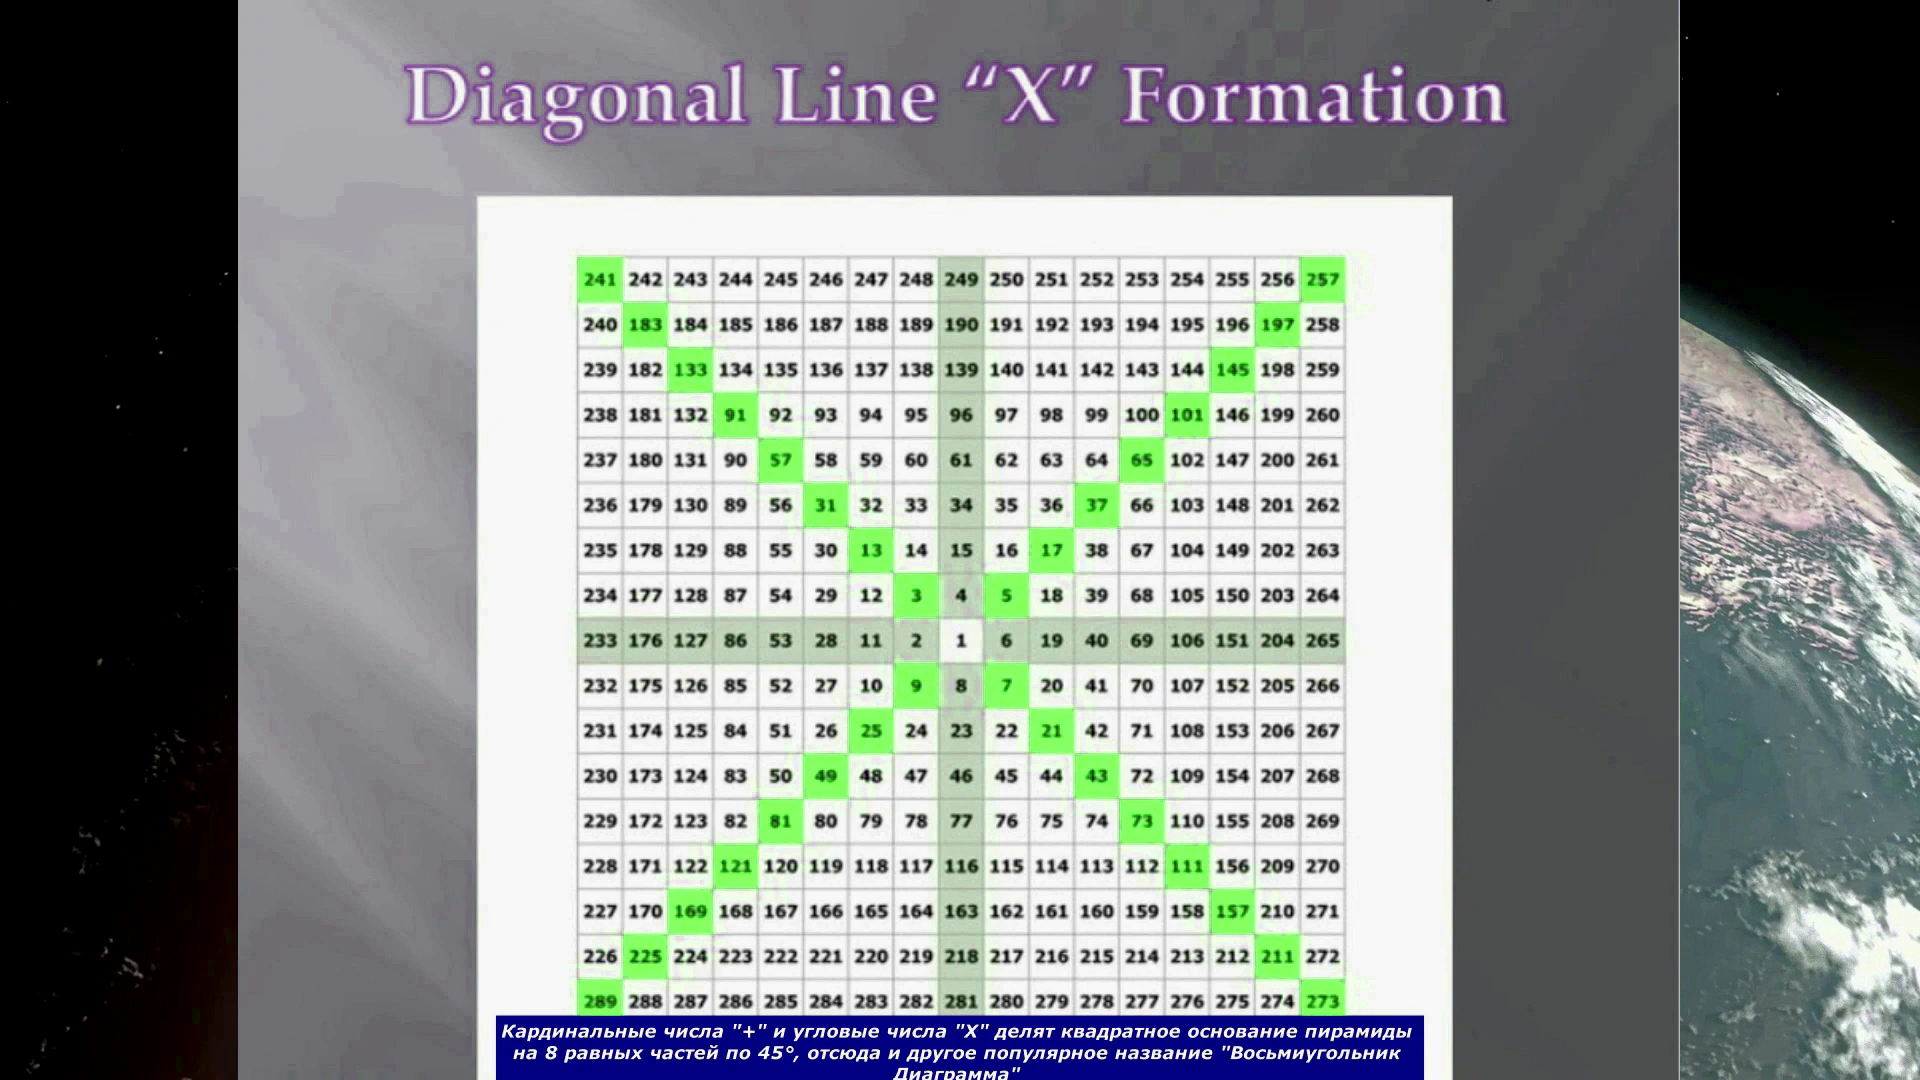 Diagonal Line “X” Formation
241 242 243 244 245 246 247 248 249 250 251 252 253 254 255 256 257
240 183 184 185 186 187 188 189 190 191 192 193 194 195 196 197 258
239 182 133 134 135 136 137 138 139 140 141 142 143 144 145 198 259
238 181 132 91 92 93 94 95 96 97 98 99 100 101 146 199 260
237 180 131 90 57 58 59 60 61 62 63 64 65 102 147 200 261
236 179 130 89 56 31 32 33 34 35 36 37 66 103 148 201 262
235 178 129 88 55 30 13 14 15 16 17 38 67 104 149 202 263
234 177 128 87 54 29 12 3 4 5 18 39 68 105 150 203 264
233 176 127 86 53 28 11 2 1 6 19 40 69 106 151 204 265
232 175 126 85 52 27 10 9 8 7 20 41 70 107 152 205 266
231 174 125 84 51 26 25 24 23 22 21 42 71 108 153 206 267
230 173 124 83 50 49 48 47 46 45 44 43 72 109 154 207 268
229 172 123 82 81 80 79 78 77 76 75 74 73 110 155 208 269
228 171 122 121 120 119 118 117 116 115 114 113 112 111 156 209 270
227 170 169 168 167 166 165 164 163 162 161 160 159 158 157 210 271
226 225 224 223 222 221 220 219 218 217 216 215 214 213 212 211 272
289 288 287 286 285 284 283 282 281 280 279 278 277 276 275 274 273
Кардинальные числа "+" и угловые числа "X" делят квадратное основание пирамиды
на 8 равных частей по 45°, отсюда и другое популярное название "Восьмиугольник
Диаграмма"